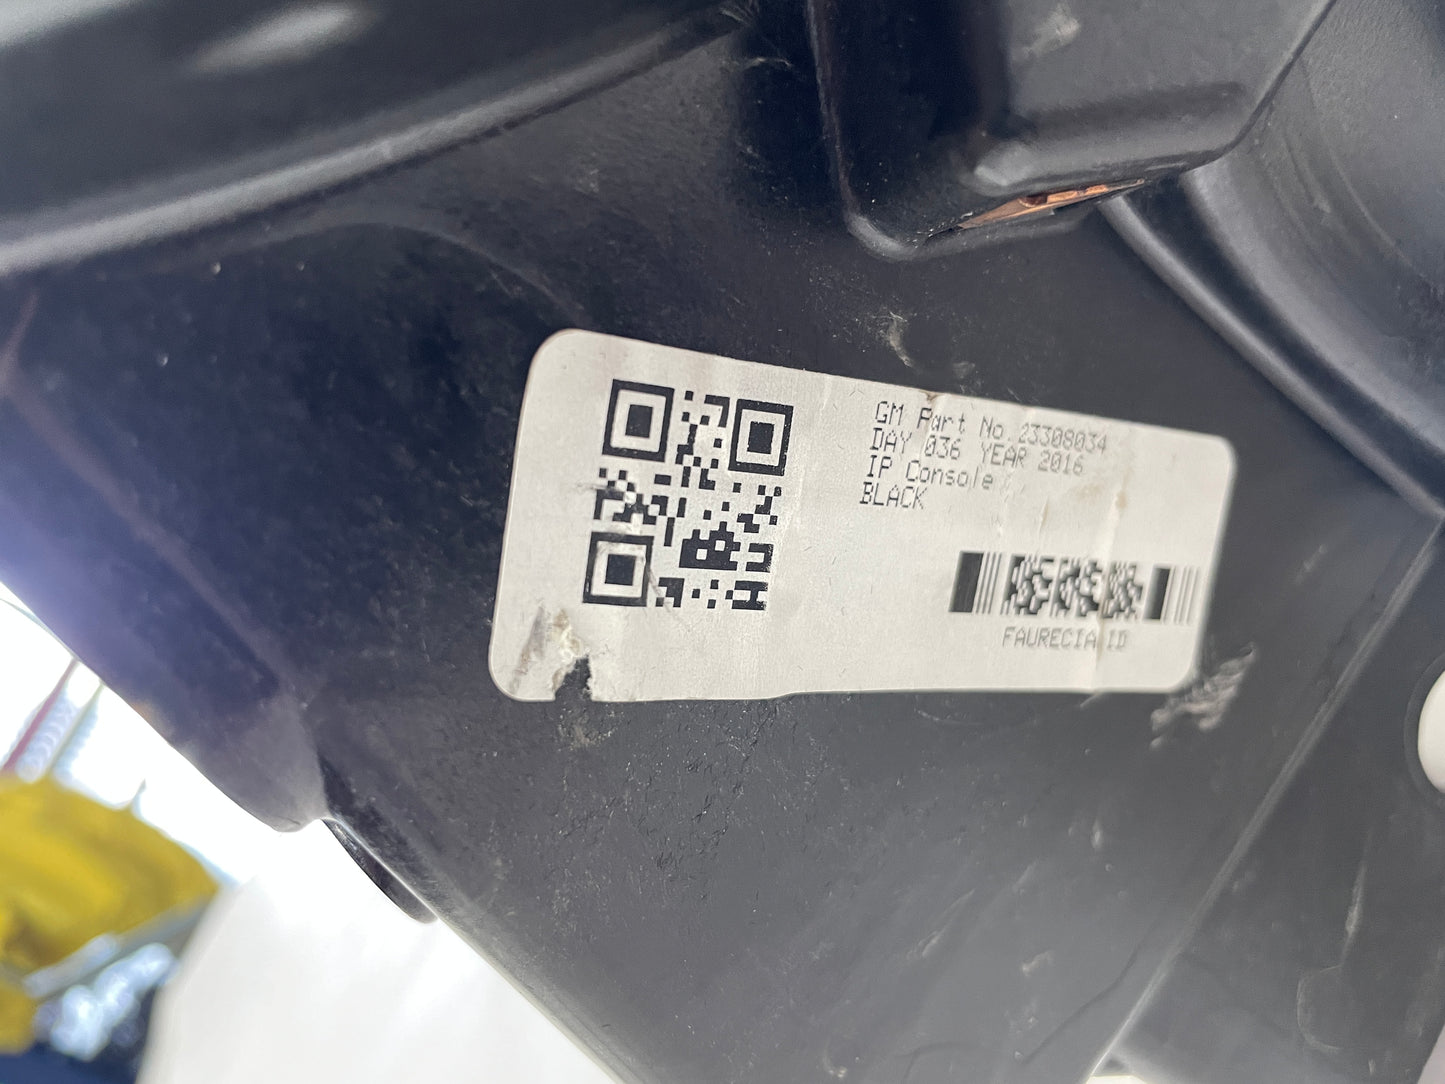 GM Part No.23308034
DAY 036 YEAR 2016
IP Console
BLACK
FAURECIA ID